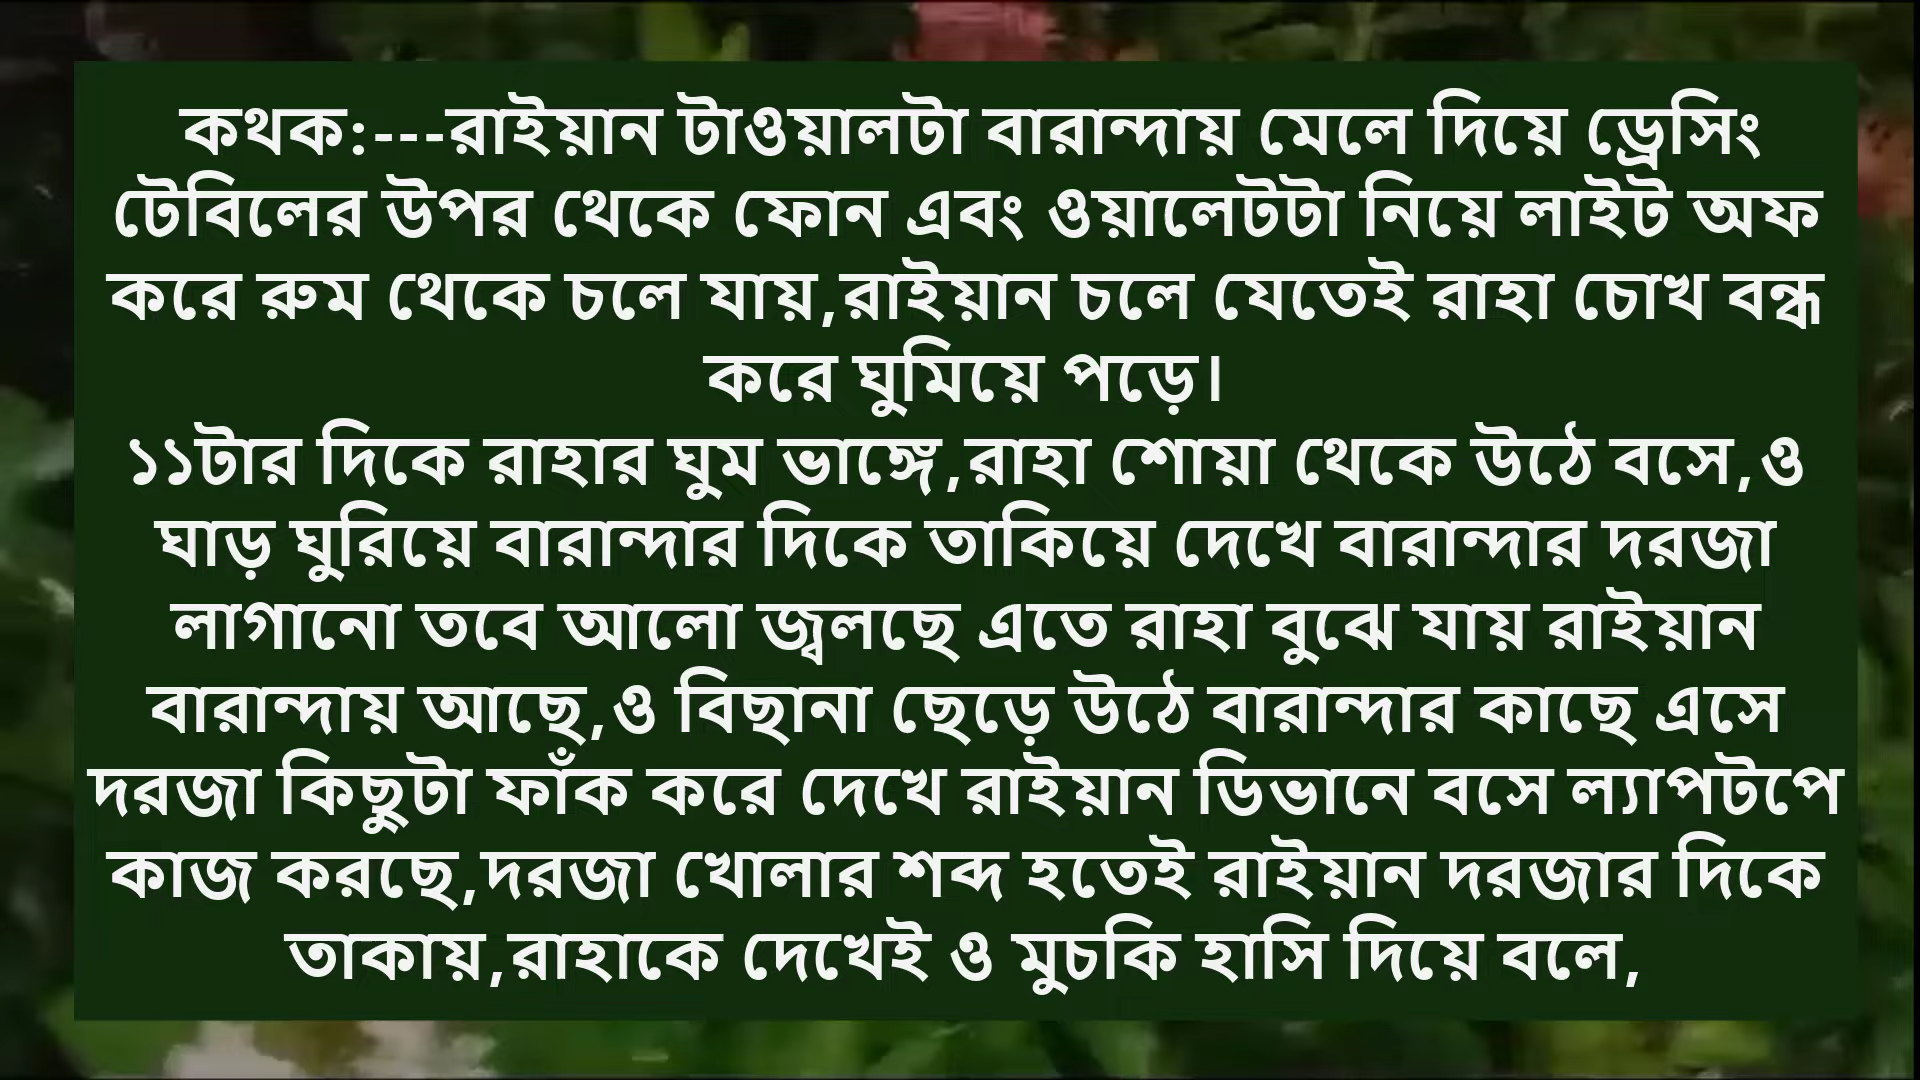 কথক:---রাইয়ান টাওয়ালটা বারান্দায় মেলে দিয়ে ড্রেসিং
টেবিলের উপর থেকে ফোন এবং ওয়ালেটটা নিয়ে লাইট অফ
করে রুম থেকে চলে যায়,রাইয়ান চলে যেতেই রাহা চোখ বন্ধ
করে ঘুমিয়ে পড়ে।
১১টার দিকে রাহার ঘুম ভাঙ্গে,রাহা শোয়া থেকে উঠে বসে,ও
ঘাড় ঘুরিয়ে বারান্দার দিকে তাকিয়ে দেখে বারান্দার দরজা
লাগানো তবে আলো জ্বলছে এতে রাহা বুঝে যায় রাইয়ান
বারান্দায় আছে,ও বিছানা ছেড়ে উঠে বারান্দার কাছে এসে
দরজা কিছুটা ফাঁক করে দেখে রাইয়ান ডিভানে বসে ল্যাপটপে
কাজ করছে,দরজা খোলার শব্দ হতেই রাইয়ান দরজার দিকে
তাকায়,রাহাকে দেখেই ও মুচকি হাসি দিয়ে বলে,